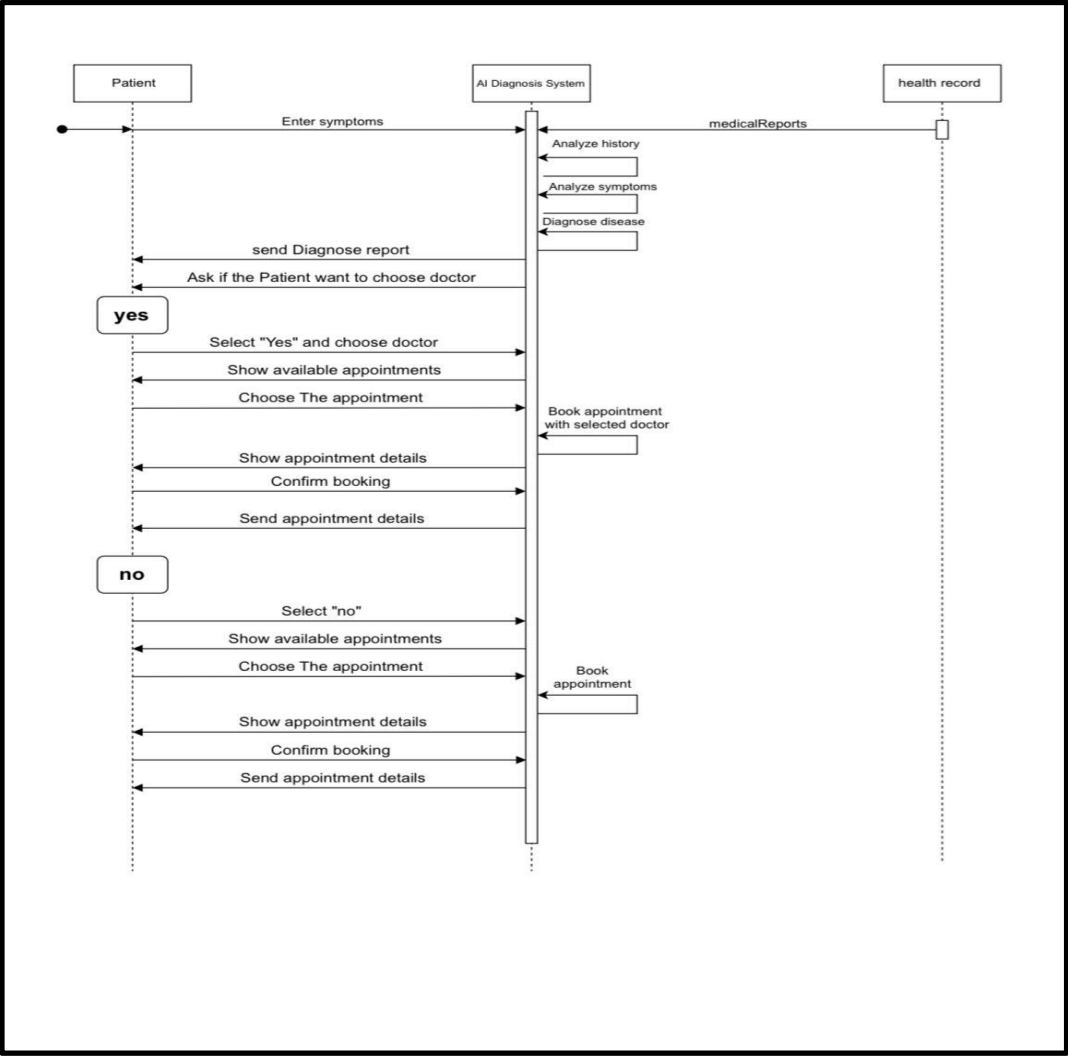 Patient
AI Diagnosis System
health record
Enter symptoms
medicalReports
Analyze history
Analyze symptoms
Diagnose disease
send Diagnose report
Ask if the Patient want to choose doctor
yes
Select "Yes" and choose doctor
Show available appointments
Choose The appointment
Book appointment
with selected doctor
Show appointment details
Confirm booking
Send appointment details
no
Select "no"
Show available appointments
Choose The appointment
Book
appointment
Show appointment details
Confirm booking
Send appointment details